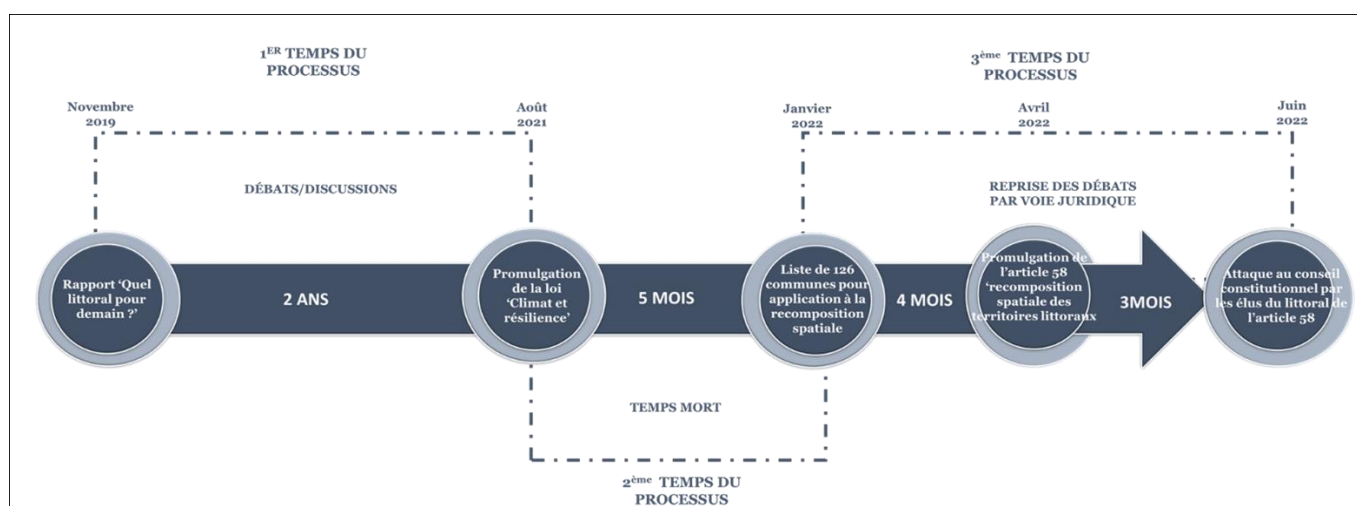 1ER TEMPS DU
PROCESSUS
3ème TEMPS DU
PROCESSUS
Novembre
2019
Août
2021
Janvier
2022
Avril
2022
Juin
2022
DÉBATS/DISCUSSIONS
REPRISE DES DÉBATS
PAR VOIE JURIDIQUE
Rapport ‘Quel
littoral pour
demain ?’
2 ANS
Promulgation
de la loi
‘Climat et
résilience’
5 MOIS
Liste de 126
communes pour
application à la
recomposition
spatiale
4 MOIS
Promulgation de
l’article 58
‘recomposition
spatiale des
territoires littoraux
3MOIS
Attaque au conseil
constitutionnel par
les élus du littoral de
l’article 58
TEMPS MORT
2ème TEMPS DU
PROCESSUS